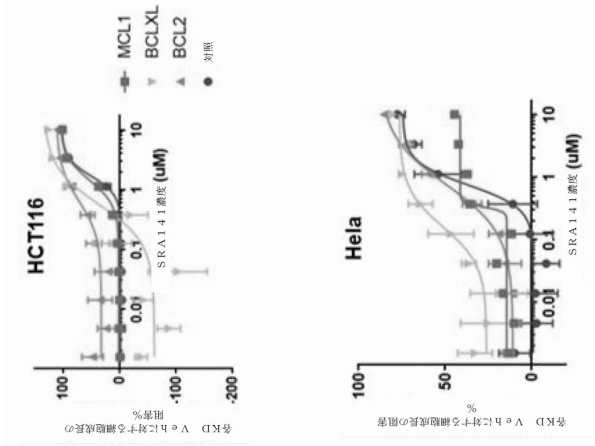 HCT116
MCL1
BCLXL
BCL2
対照
100
0
-100
-200
0.01
0.1
1
10
(uM)
SRA141濃度
各KD Vehに対する細胞成長の
阻害%
Hela
100
50
0
0.01
0.1
1
10
(uM)
SRA141濃度
各KD Vehに対する細胞成長の阻害
%